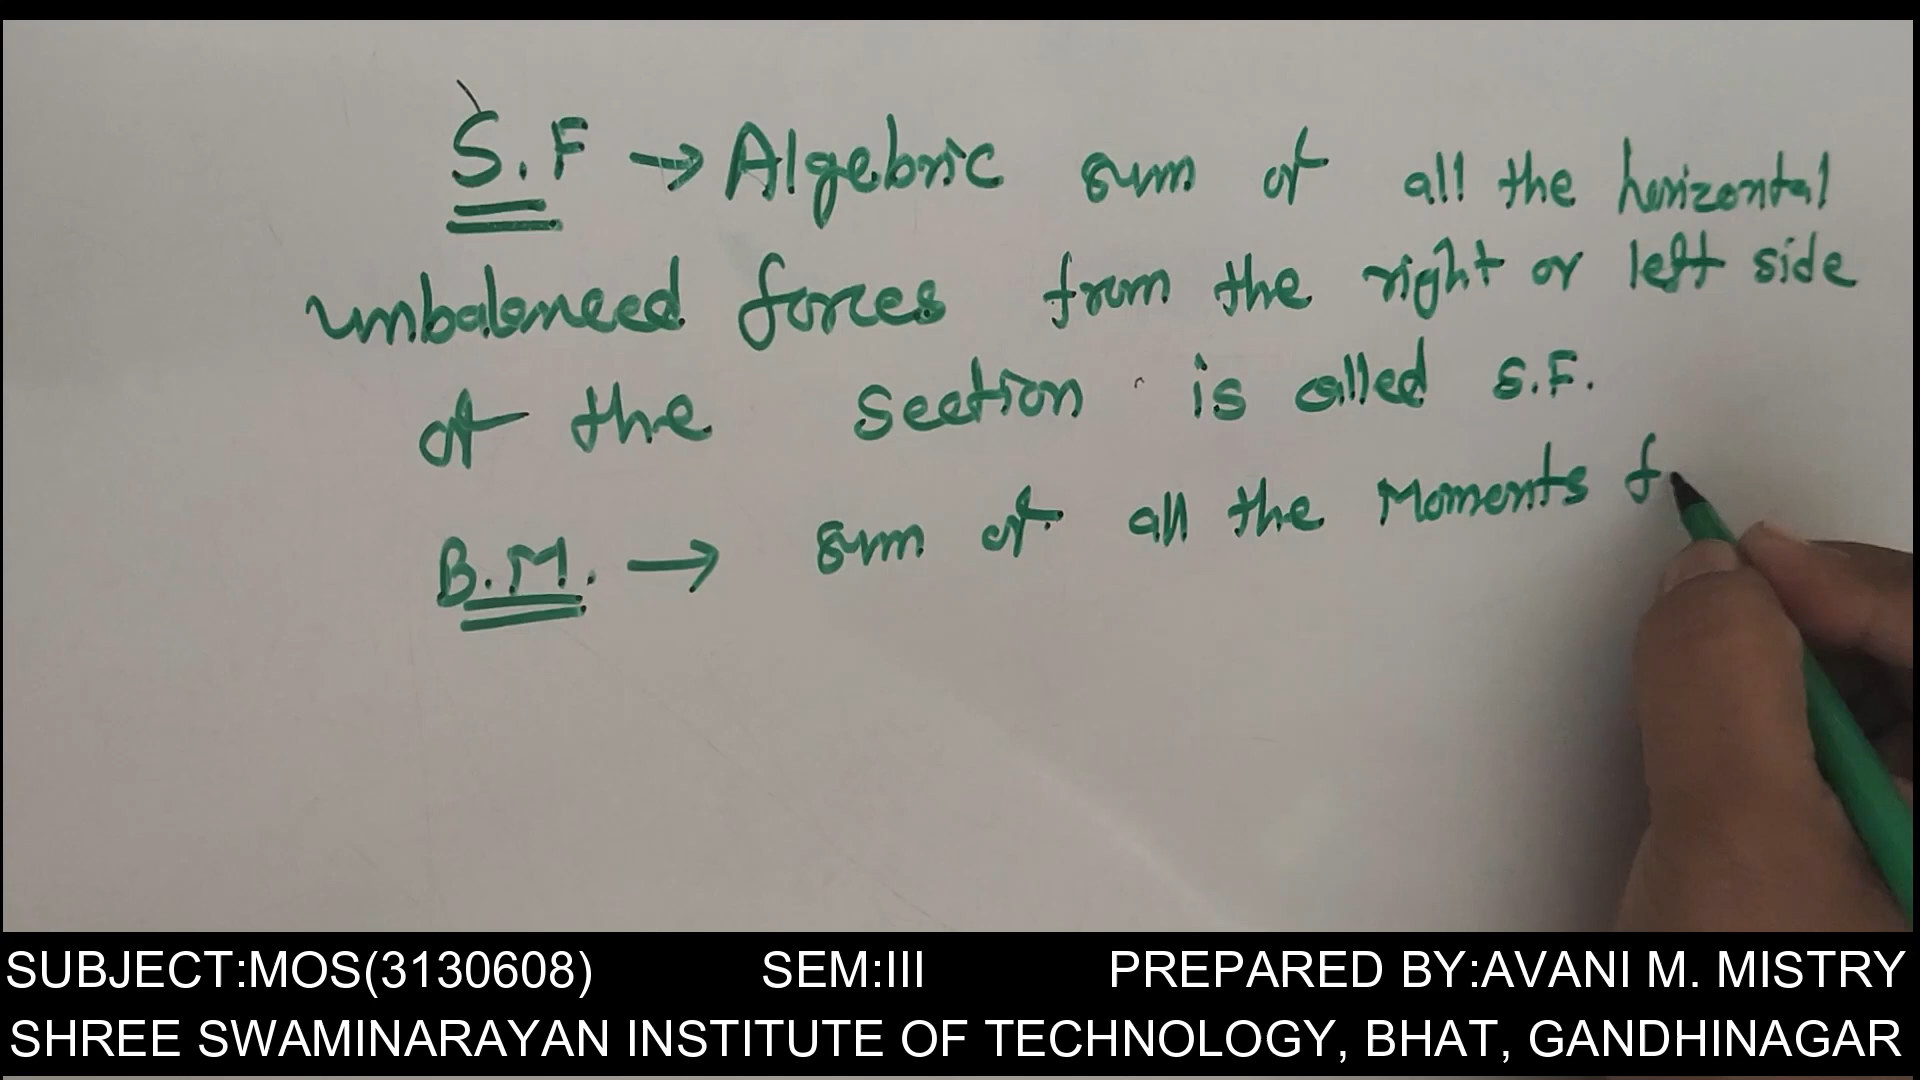 S.F → Algebric sum of all the horizontal
unbalanced forces from the right or left side
of the section is called S.F.
B.M. → sum of all the Moments f
SUBJECT:MOS(3130608) SEM:III PREPARED BY:AVANI M. MISTRY
SHREE SWAMINARAYAN INSTITUTE OF TECHNOLOGY, BHAT, GANDHINAGAR